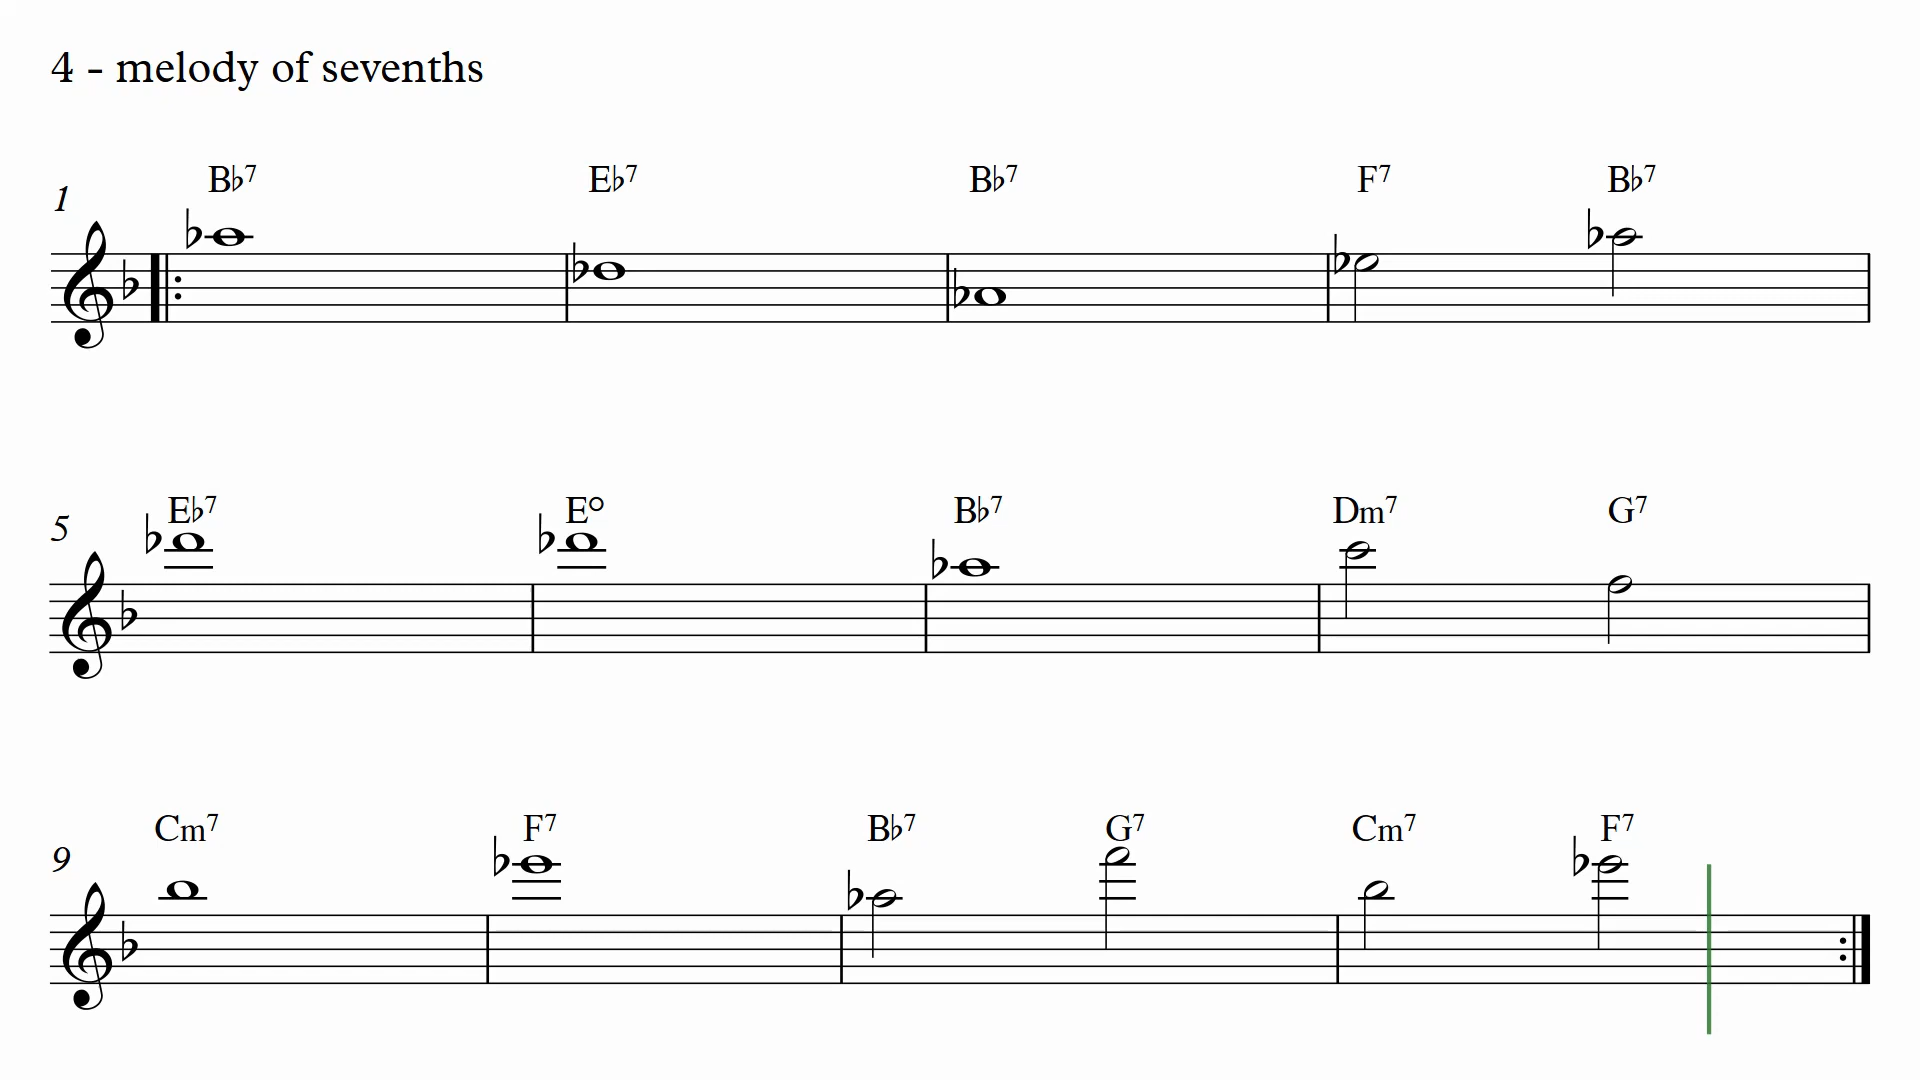 4 - melody of sevenths
B♭7 E♭7 B♭7 F7 B♭7
1
E♭7 E° B♭7 Dm7 G7
5
Cm7 F7 B♭7 G7 Cm7 F7
9